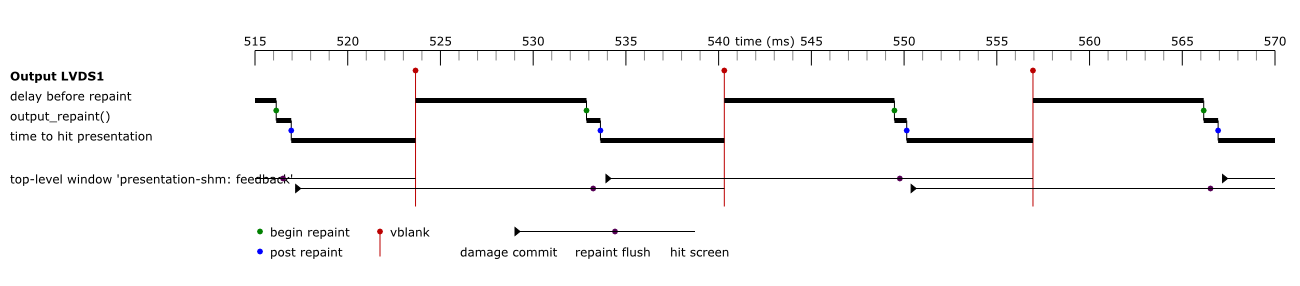 515 520 525 530 535 540 time (ms) 545 550 555 560 565 570
Output LVDS1
delay before repaint
output_repaint()
time to hit presentation
top-level window 'presentation-shm: feedback'
begin repaint vblank
damage commit repaint flush hit screen
post repaint